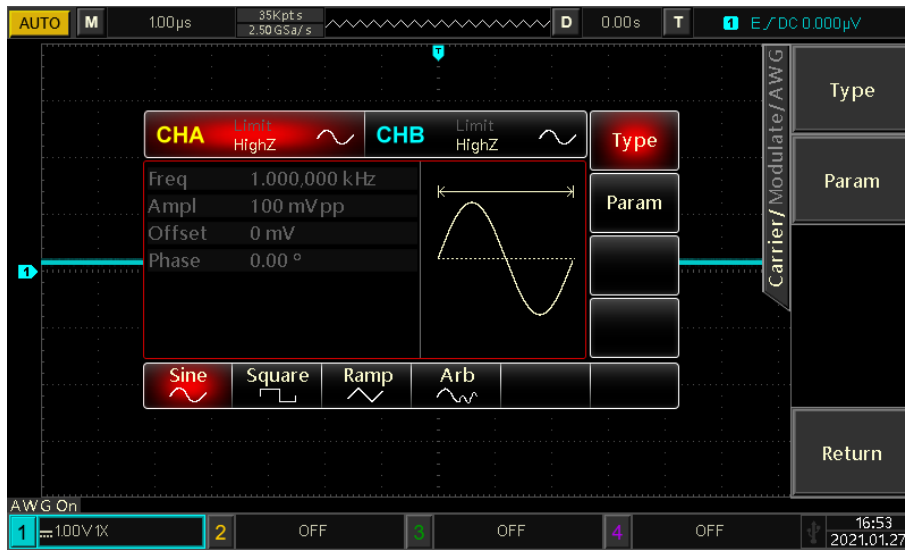 AUTO M 1.00μs 35Kpts D 0.00s T 1 E DC 0.000μV
2.50GSa/s
T
Carrier/Modulate/AWG
Type
Param
Return
CHA Limit HighZ CHB Limit HighZ
Type
Param
Freq 1.000,000 kHz
Ampl 100 mVpp
Offset 0 mV
Phase 0.00 °
1
Sine Square Ramp Arb
AWG On
1 1.00V 1X 2 OFF 3 OFF 4 OFF 16:53
2021.01.27